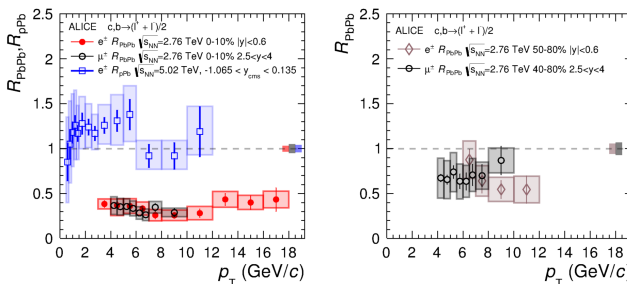 R_PbPb, R_pPb
ALICE c,b→(l⁺ + l⁻)/2
e± R_PbPb √s_NN=2.76 TeV 0-10% |y|<0.6
μ± R_PbPb √s_NN=2.76 TeV 0-10% 2.5<y<4
e± R_pPb √s_NN=5.02 TeV, -1.065 < y_cms < 0.135
2
1.5
1
0.5
0
0 2 4 6 8 10 12 14 16 18
p_T (GeV/c)
R_PbPb
ALICE c,b→(l⁺ + l⁻)/2
e± R_PbPb √s_NN=2.76 TeV 50-80% |y|<0.6
μ± R_PbPb √s_NN=2.76 TeV 40-80% 2.5<y<4
2
1.5
1
0.5
0
0 2 4 6 8 10 12 14 16 18
p_T (GeV/c)